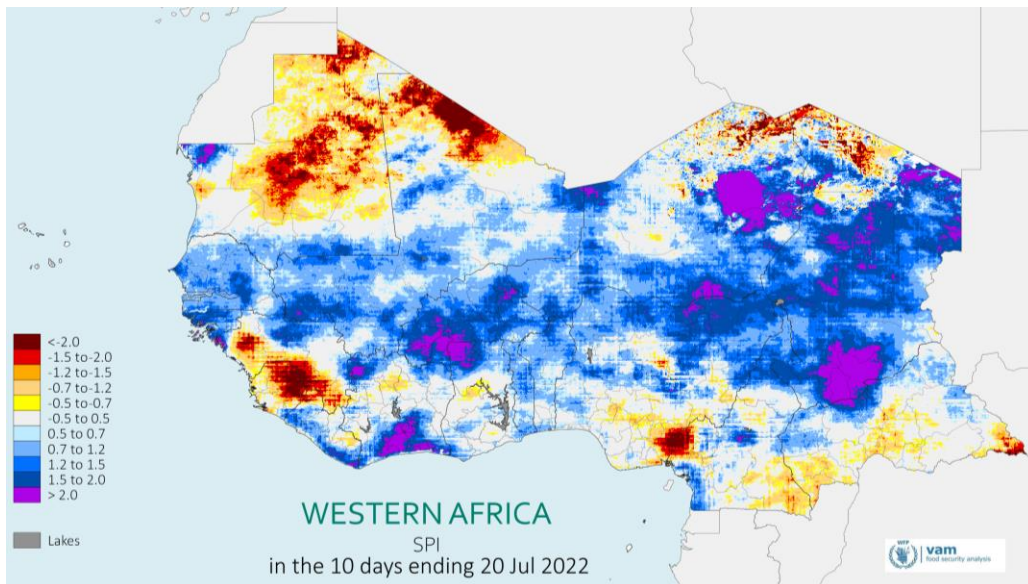 <-2.0
-1.5 to -2.0
-1.2 to -1.5
-0.7 to -1.2
-0.5 to -0.7
-0.5 to 0.5
0.5 to 0.7
0.7 to 1.2
1.2 to 1.5
1.5 to 2.0
> 2.0
Lakes
WESTERN AFRICA
SPI
in the 10 days ending 20 Jul 2022
WFP
vam
food security analysis